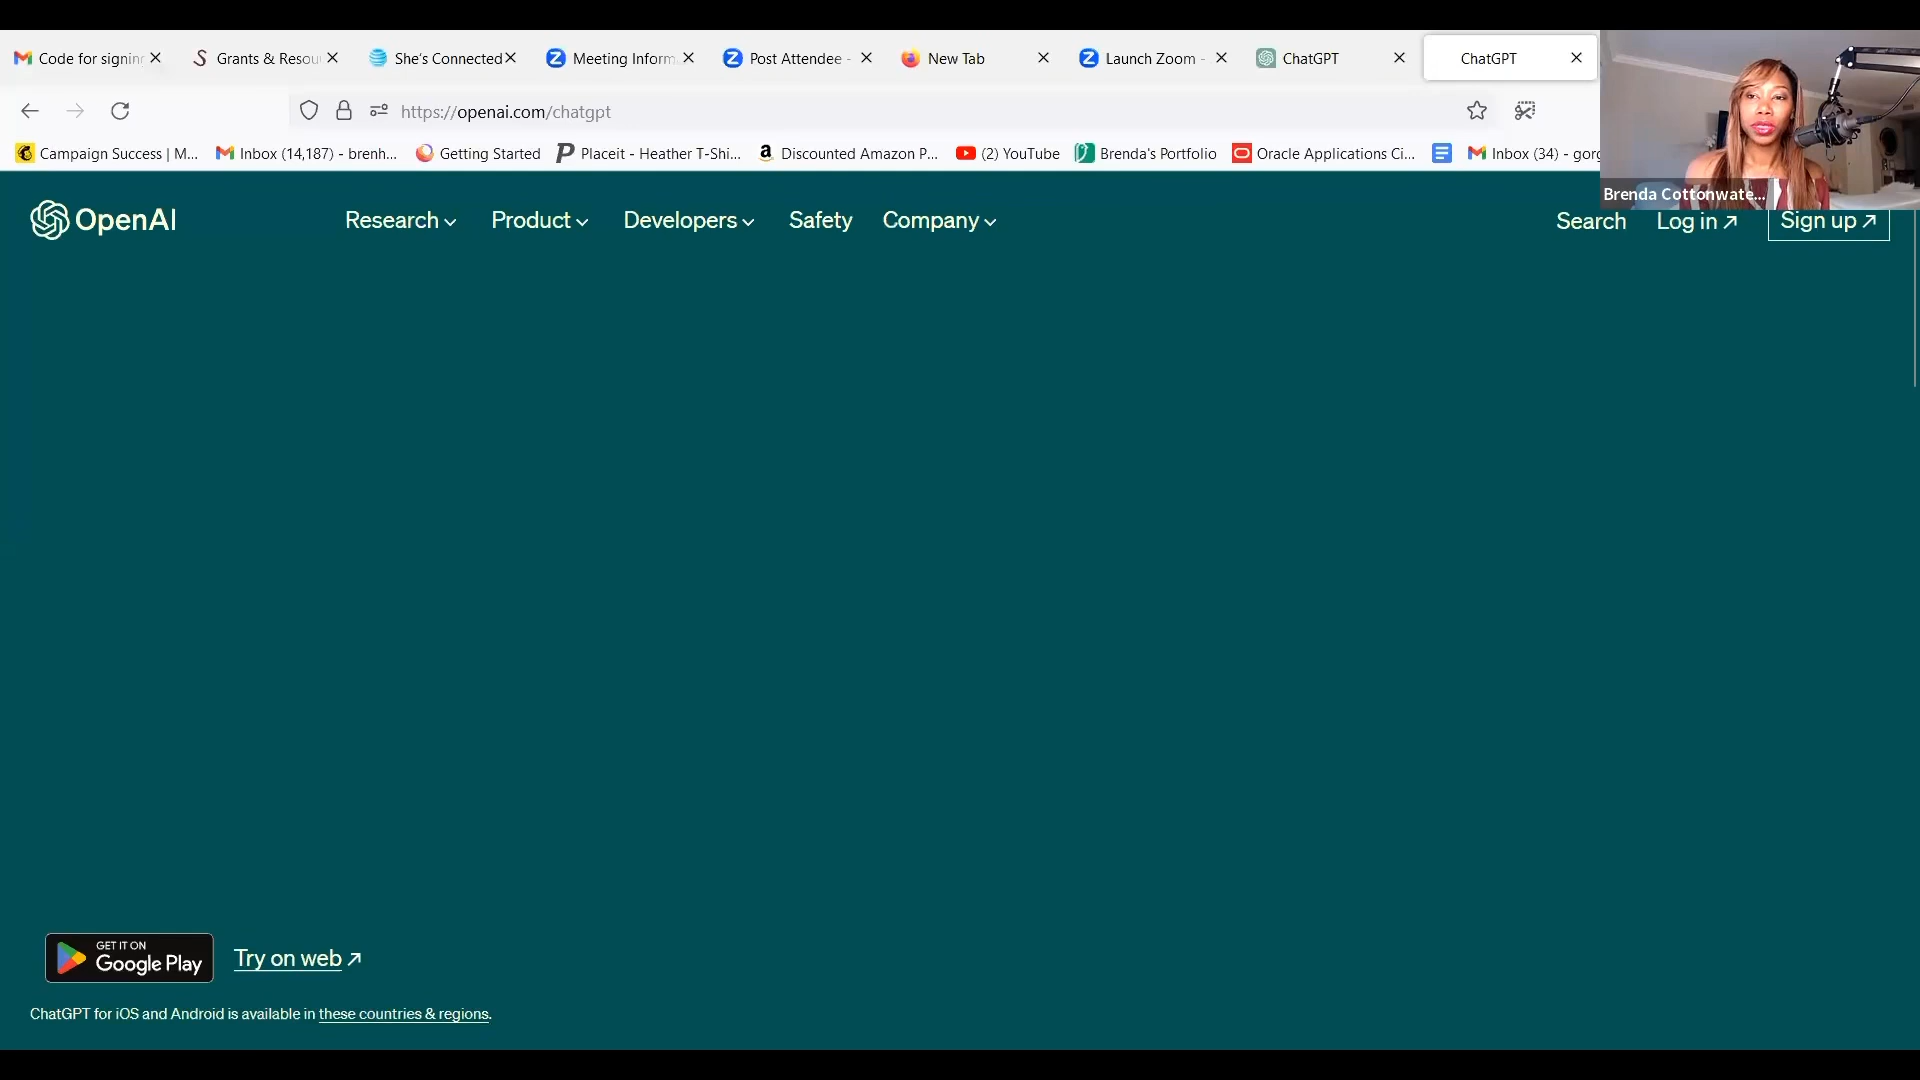 Code for signin
Grants & Resou
She's Connected
Meeting Inform
Post Attendee -
New Tab
Launch Zoom -
ChatGPT
ChatGPT
https://openai.com/chatgpt
Campaign Success | M...
Inbox (14,187) - brenh...
Getting Started
Placeit - Heather T-Shi...
Discounted Amazon P...
(2) YouTube
Brenda's Portfolio
Oracle Applications Ci...
Inbox (34) - gorg
Brenda Cottonwate...
OpenAI
Research
Product
Developers
Safety
Company
Search
Log in ↗
Sign up ↗
GET IT ON
Google Play
Try on web ↗
ChatGPT for iOS and Android is available in these countries & regions.